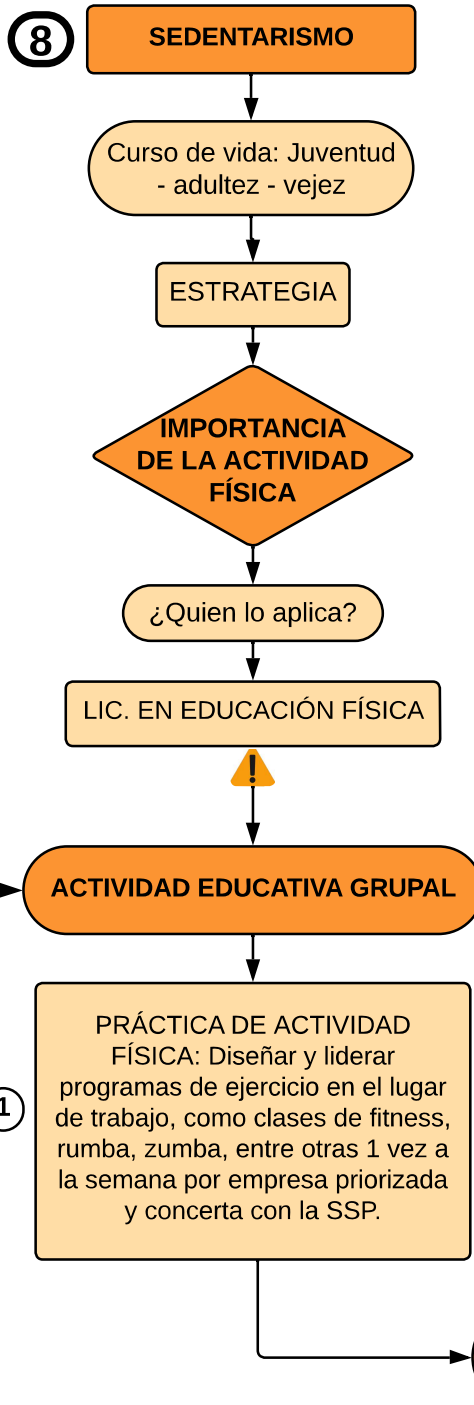 8
SEDENTARISMO
Curso de vida: Juventud
- adultez - vejez
ESTRATEGIA
IMPORTANCIA
DE LA ACTIVIDAD
FÍSICA
¿Quien lo aplica?
LIC. EN EDUCACIÓN FÍSICA
!
ACTIVIDAD EDUCATIVA GRUPAL
PRÁCTICA DE ACTIVIDAD
FÍSICA: Diseñar y liderar
programas de ejercicio en el lugar
1
de trabajo, como clases de fitness,
rumba, zumba, entre otras 1 vez a
la semana por empresa priorizada
y concerta con la SSP.